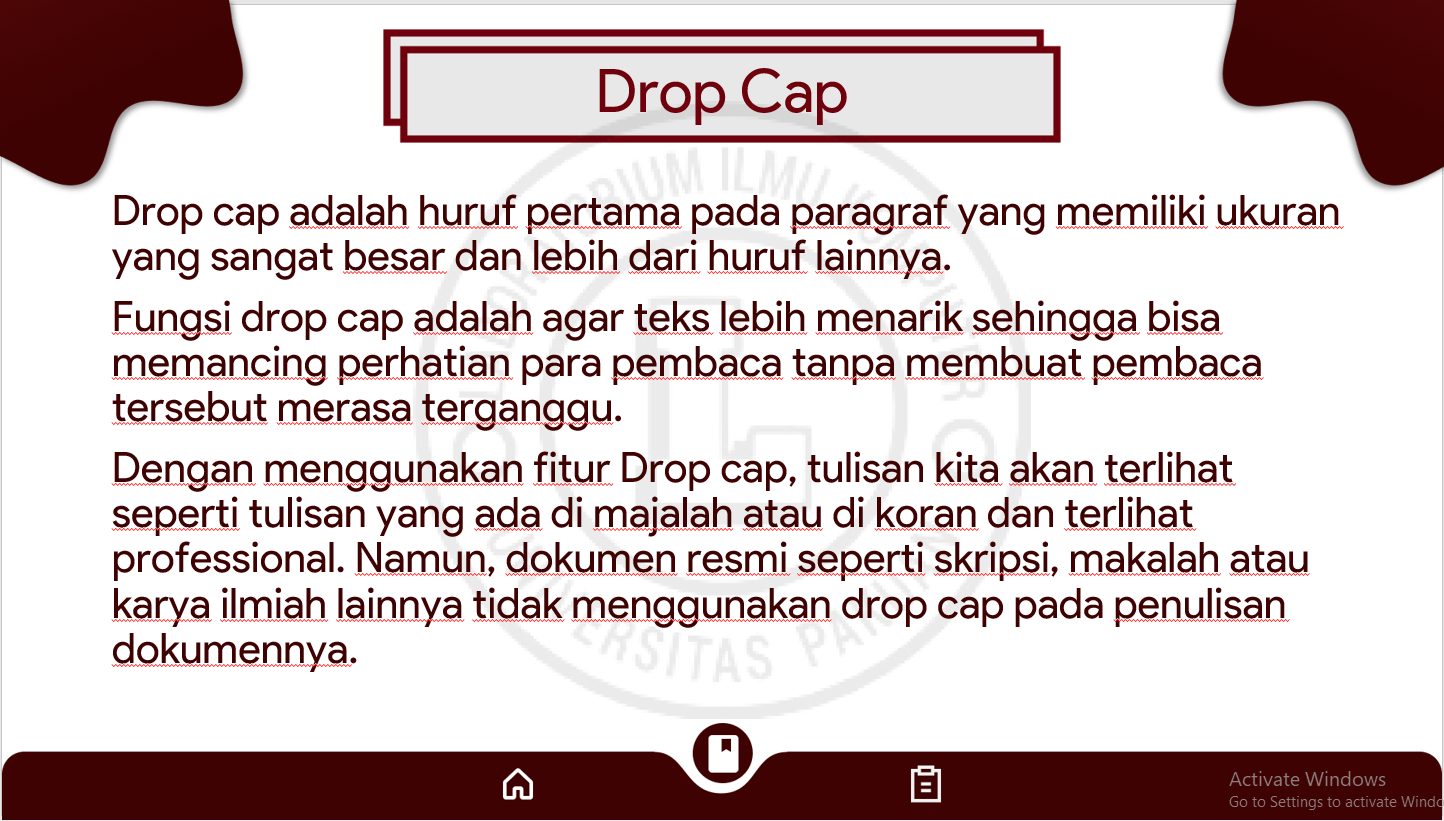 Drop Cap
Drop cap adalah huruf pertama pada paragraf yang memiliki ukuran
yang sangat besar dan lebih dari huruf lainnya.
Fungsi drop cap adalah agar teks lebih menarik sehingga bisa
memancing perhatian para pembaca tanpa membuat pembaca
tersebut merasa terganggu.
Dengan menggunakan fitur Drop cap, tulisan kita akan terlihat
seperti tulisan yang ada di majalah atau di koran dan terlihat
professional. Namun, dokumen resmi seperti skripsi, makalah atau
karya ilmiah lainnya tidak menggunakan drop cap pada penulisan
dokumennya.
ILMU
UNIVERSITAS
Activate Windows
Go to Settings to activate